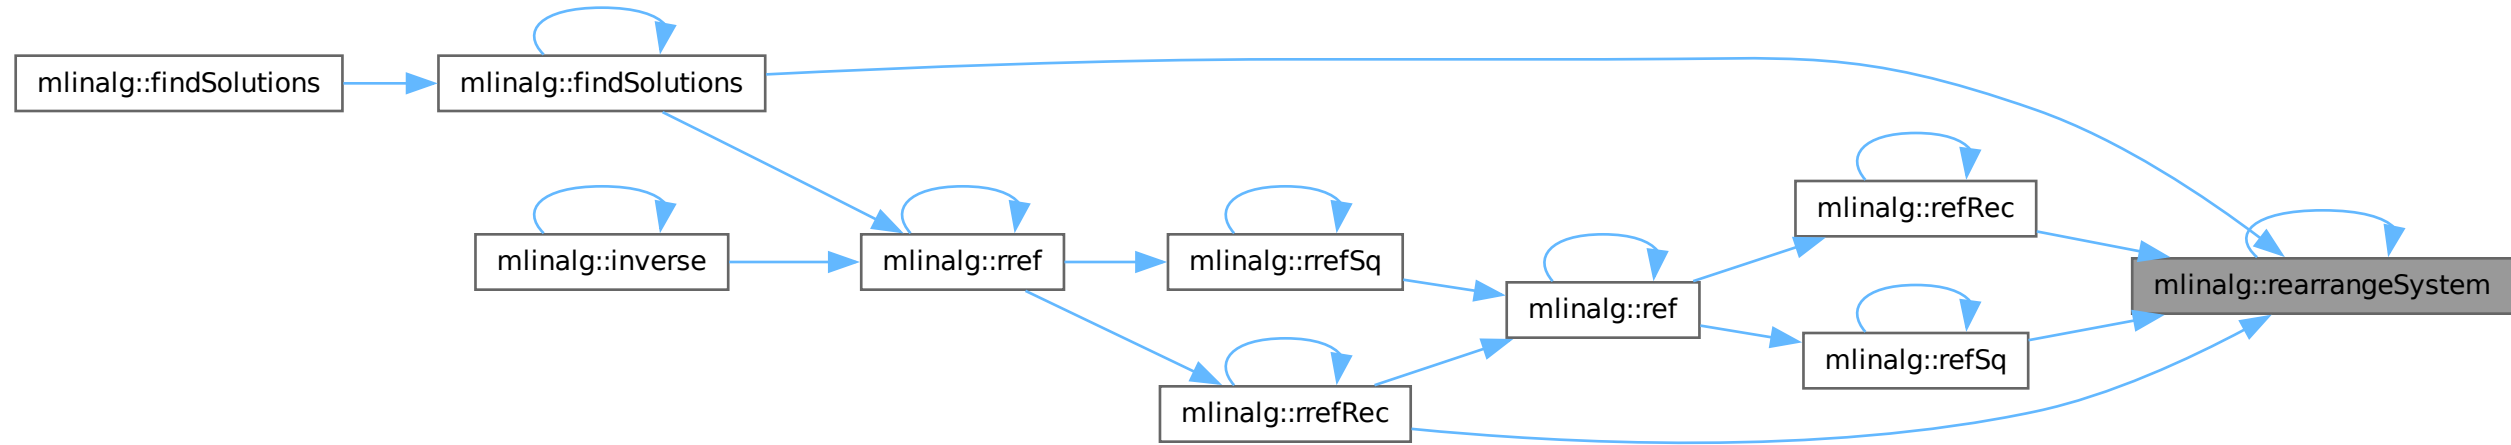 mlinalg::findSolutions
mlinalg::findSolutions
mlinalg::refRec
mlinalg::inverse
mlinalg::rref
mlinalg::rrefSq
mlinalg::rearrangeSystem
mlinalg::ref
mlinalg::refSq
mlinalg::rrefRec